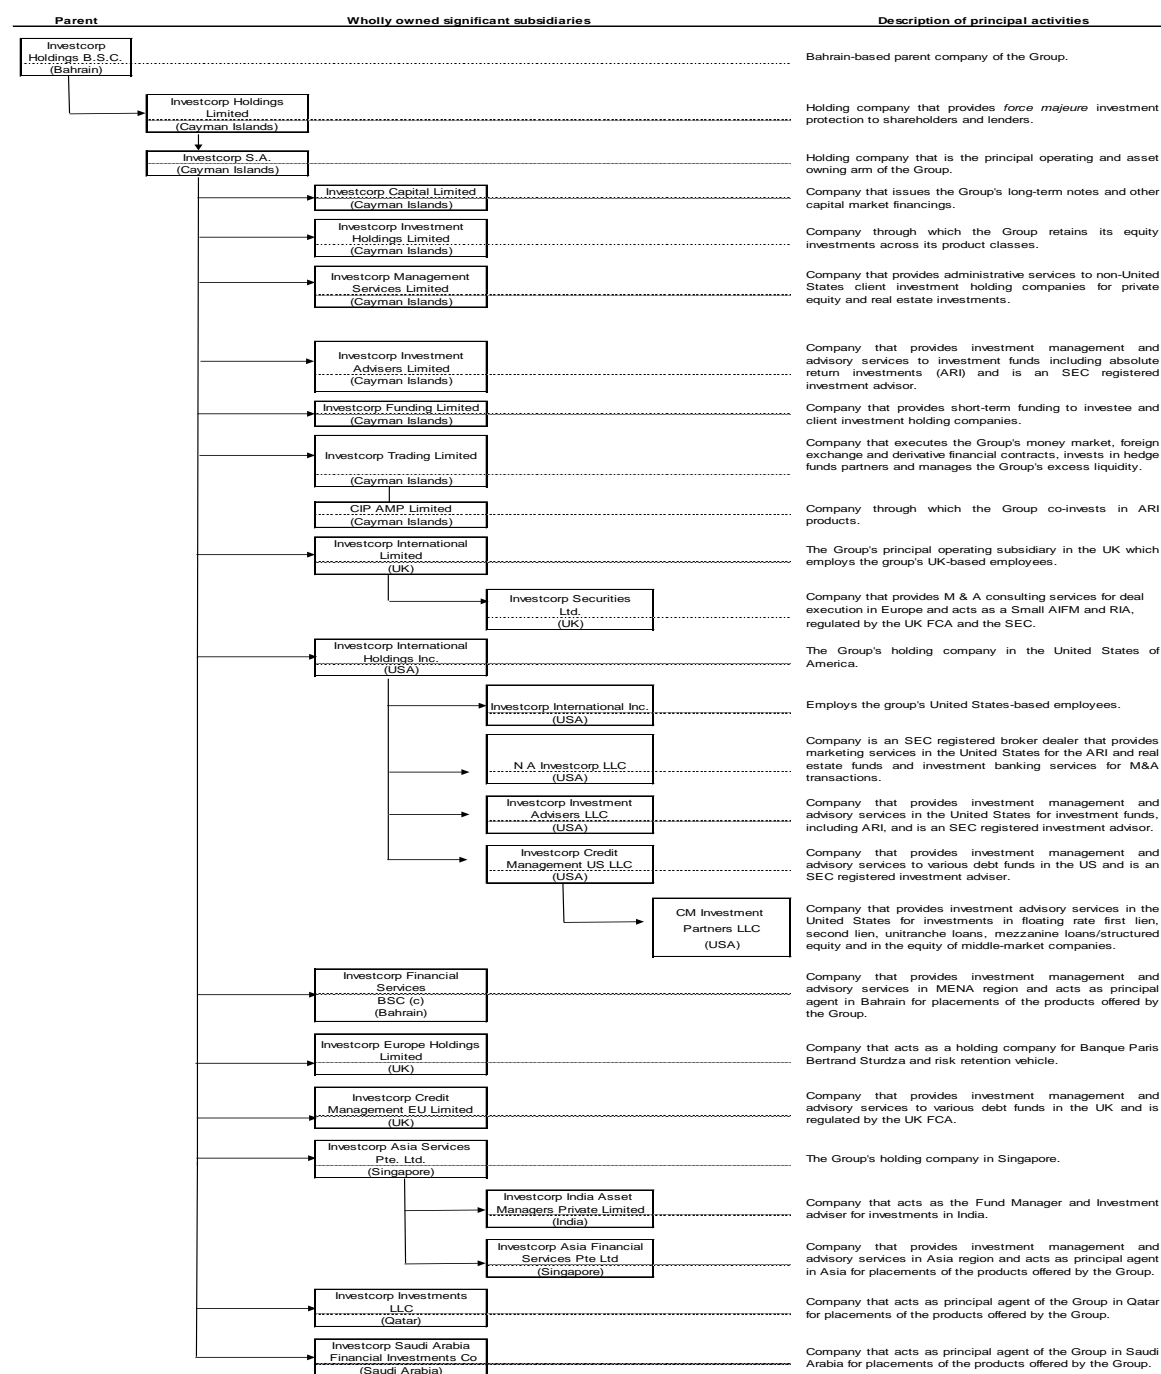 Parent Wholly owned significant subsidiaries Description of principal activities
Investcorp
Holdings B.S.C.
(Bahrain)
Bahrain-based parent company of the Group.
Investcorp Holdings
Limited
(Cayman Islands)
Holding company that provides force majeure investment
protection to shareholders and lenders.
Investcorp S.A.
(Cayman Islands)
Holding company that is the principal operating and asset
owning arm of the Group.
Investcorp Capital Limited
(Cayman Islands)
Company that issues the Group's long-term notes and other
capital market financings.
Investcorp Investment
Holdings Limited
(Cayman Islands)
Company through which the Group retains its equity
investments across its product classes.
Investcorp Management
Services Limited
(Cayman Islands)
Company that provides administrative services to non-United
States client investment holding companies for private
equity and real estate investments.
Investcorp Investment
Advisers Limited
(Cayman Islands)
Company that provides investment management and
advisory services to investment funds including absolute
return investments (ARI) and is an SEC registered
investment advisor.
Investcorp Funding Limited
(Cayman Islands)
Company that provides short-term funding to investee and
client investment holding companies.
Investcorp Trading Limited
(Cayman Islands)
Company that executes the Group's money market, foreign
exchange and derivative financial contracts, invests in hedge
funds partners and manages the Group's excess liquidity.
CIP AMP Limited
(Cayman Islands)
Company through which the Group co-invests in ARI
products.
Investcorp International
Limited
(UK)
The Group's principal operating subsidiary in the UK which
employs the group's UK-based employees.
Investcorp Securities
Ltd.
(UK)
Company that provides M & A consulting services for deal
execution in Europe and acts as a Small AIFM and RIA,
regulated by the UK FCA and the SEC.
Investcorp International
Holdings Inc.
(USA)
The Group's holding company in the United States of
America.
Investcorp International Inc.
(USA)
Employs the group's United States-based employees.
N A Investcorp LLC
(USA)
Company is an SEC registered broker dealer that provides
marketing services in the United States for the ARI and real
estate funds and investment banking services for M&A
transactions.
Investcorp Investment
Advisers LLC
(USA)
Company that provides investment management and
advisory services in the United States for investment funds,
including ARI, and is an SEC registered investment advisor.
Investcorp Credit
Management US LLC
(USA)
Company that provides investment management and
advisory services to various debt funds in the US and is an
SEC registered investment adviser.
CM Investment
Partners LLC
(USA)
Company that provides investment advisory services in the
United States for investments in floating rate first lien,
second lien, unitranche loans, mezzanine loans/structured
equity and in the equity of middle-market companies.
Investcorp Financial
Services
BSC (c)
(Bahrain)
Company that provides investment management and
advisory services in MENA region and acts as principal
agent in Bahrain for placements of the products offered by
the Group.
Investcorp Europe Holdings
Limited
(UK)
Company that acts as a holding company for Banque Paris
Bertrand Sturdza and risk retention vehicle.
Investcorp Credit
Management EU Limited
(UK)
Company that provides investment management and
advisory services to various debt funds in the UK and is
regulated by the UK FCA.
Investcorp Asia Services
Pte. Ltd.
(Singapore)
The Group's holding company in Singapore.
Investcorp India Asset
Managers Private Limited
(India)
Company that acts as the Fund Manager and Investment
adviser for investments in India.
Investcorp Asia Financial
Services Pte Ltd
(Singapore)
Company that provides investment management and
advisory services in Asia region and acts as principal agent
in Asia for placements of the products offered by the Group.
Investcorp Investments
LLC
(Qatar)
Company that acts as principal agent of the Group in Qatar
for placements of the products offered by the Group.
Investcorp Saudi Arabia
Financial Investments Co
(Saudi Arabia)
Company that acts as principal agent of the Group in Saudi
Arabia for placements of the products offered by the Group.